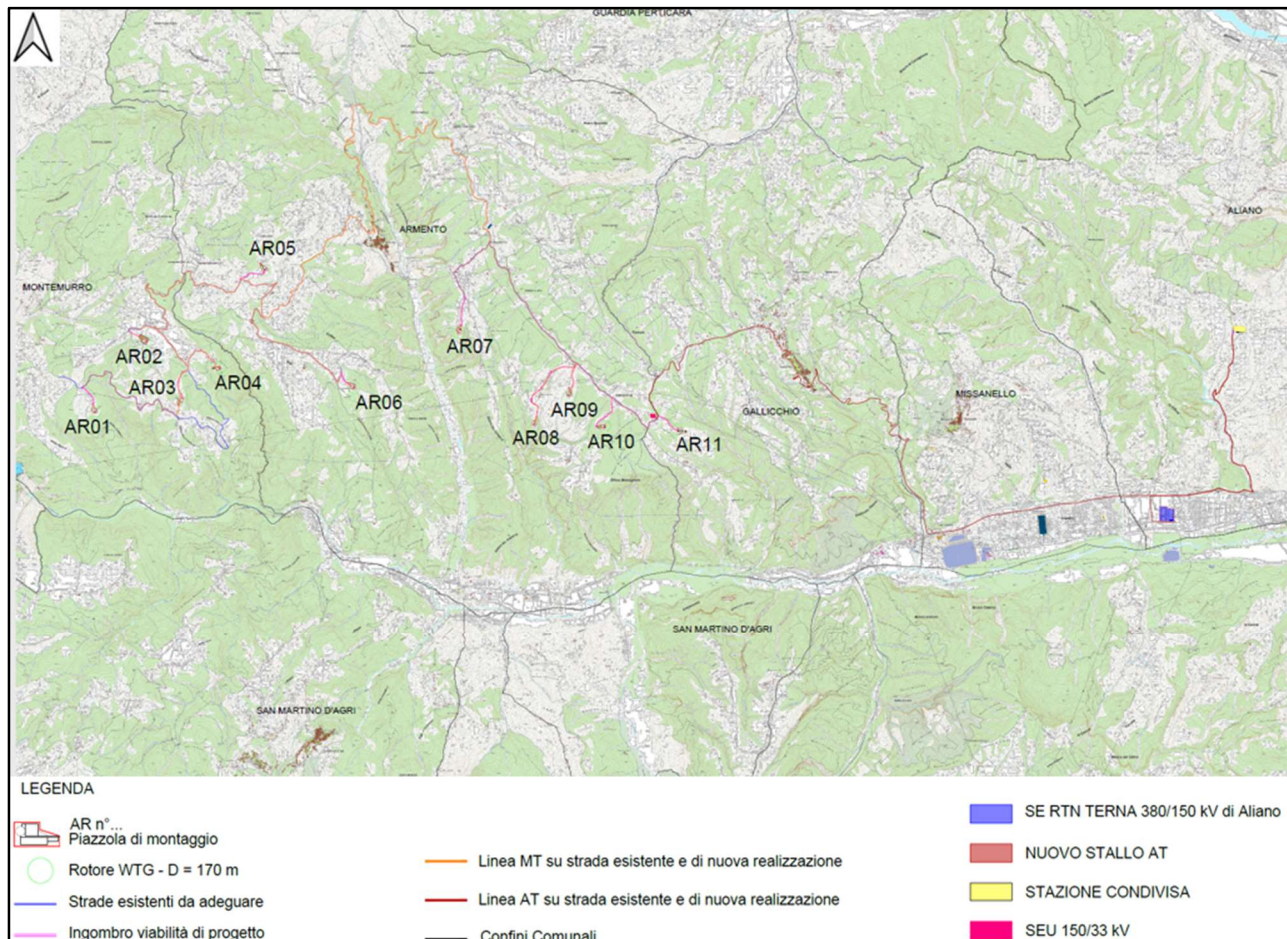 GUARDIA PERTICARA
ALIANO
ARMENTO
AR05
MONTEMURRO
AR02
AR07
AR03
AR04
AR06
AR01
AR09
AR08
AR10
AR11
GALLICCHIO
MISSANELLO
SAN MARTINO D'AGRI
SAN MARTINO D'AGRI
LEGENDA
AR n°...
Piazzola di montaggio
Rotore WTG - D = 170 m
Strade esistenti da adeguare
Ingombro viabilità di progetto
Linea MT su strada esistente e di nuova realizzazione
Linea AT su strada esistente e di nuova realizzazione
Confini Comunali
SE RTN TERNA 380/150 kV di Aliano
NUOVO STALLO AT
STAZIONE CONDIVISA
SEU 150/33 kV